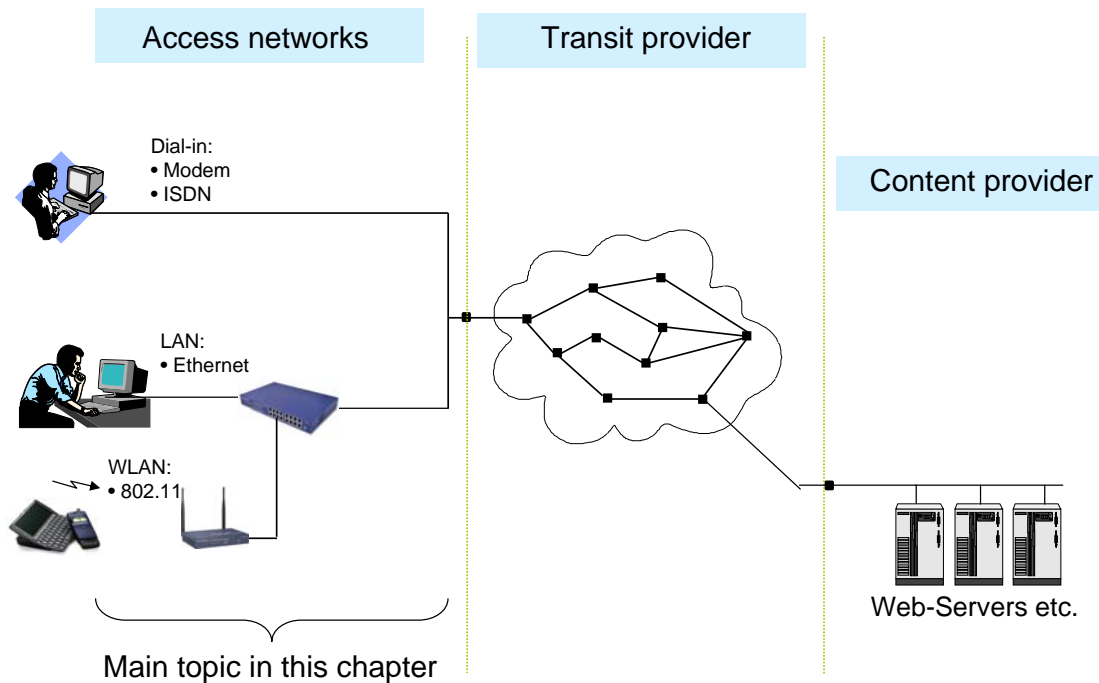 Access networks
Transit provider
Content provider
Dial-in:
• Modem
• ISDN
LAN:
• Ethernet
WLAN:
• 802.11
Web-Servers etc.
Main topic in this chapter